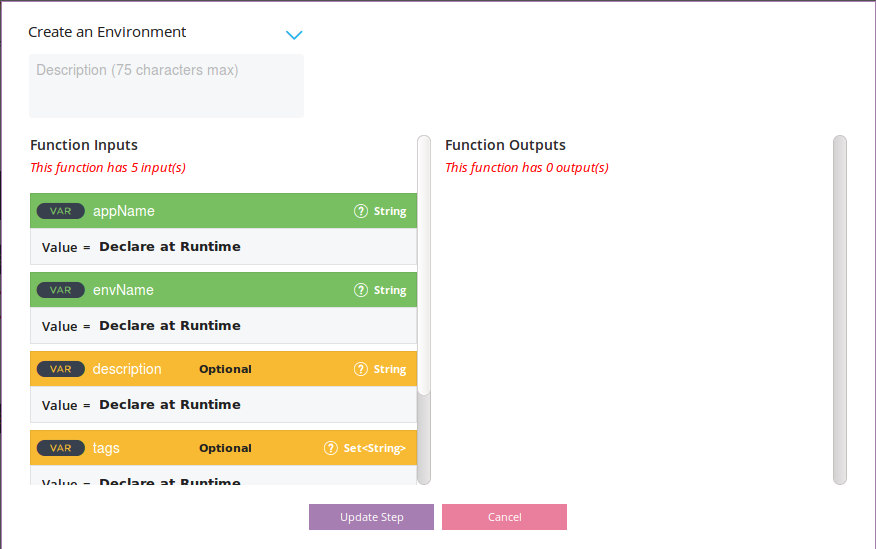 Create an Environment
Description (75 characters max)
Function Inputs
This function has 5 input(s)
VAR appName ? String
Value = Declare at Runtime
VAR envName ? String
Value = Declare at Runtime
VAR description Optional ? String
Value = Declare at Runtime
VAR tags Optional ? Set<String>
Value = Declare at Runtime
Function Outputs
This function has 0 output(s)
Update Step Cancel